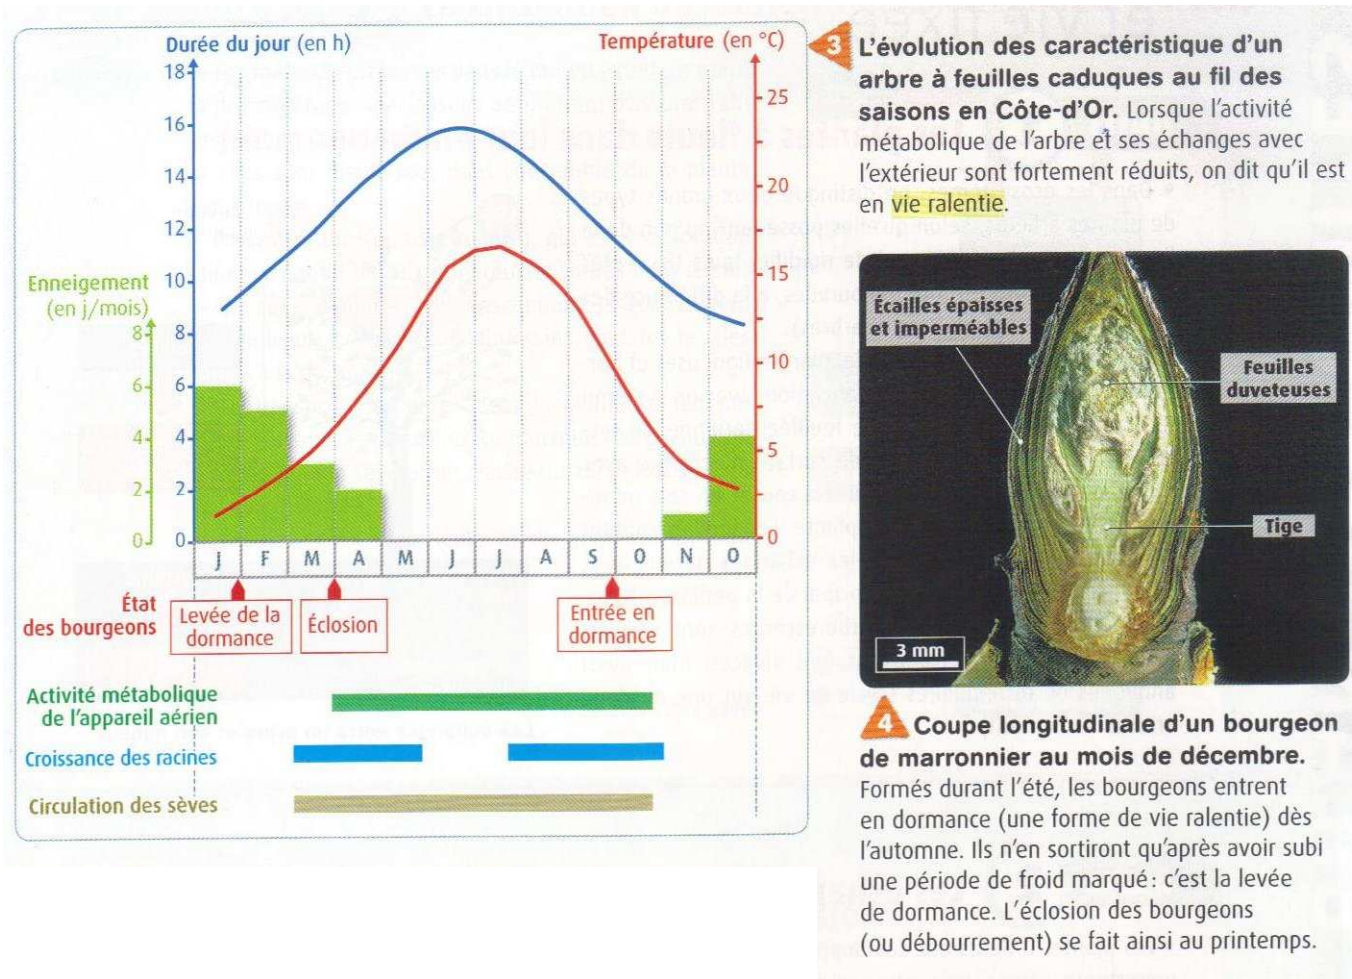 Durée du jour (en h)
Température (en °C)
18
16
14
12
10
8
6
4
2
0
25
20
15
10
5
0
Enneigement
(en j/mois)
8
6
4
2
0
J F M A M J J A S O N O
État
des bourgeons
Levée de la
dormance
Éclosion
Entrée en
dormance
Activité métabolique
de l'appareil aérien
Croissance des racines
Circulation des sèves
3 L'évolution des caractéristique d'un
arbre à feuilles caduques au fil des
saisons en Côte-d'Or. Lorsque l'activité
métabolique de l'arbre et ses échanges avec
l'extérieur sont fortement réduits, on dit qu'il est
en vie ralentie.
Écailles épaisses
et imperméables
Feuilles
duveteuses
Tige
3 mm
4 Coupe longitudinale d'un bourgeon
de marronnier au mois de décembre.
Formés durant l'été, les bourgeons entrent
en dormance (une forme de vie ralentie) dès
l'automne. Ils n'en sortiront qu'après avoir subi
une période de froid marqué : c'est la levée
de dormance. L'éclosion des bourgeons
(ou débourrement) se fait ainsi au printemps.